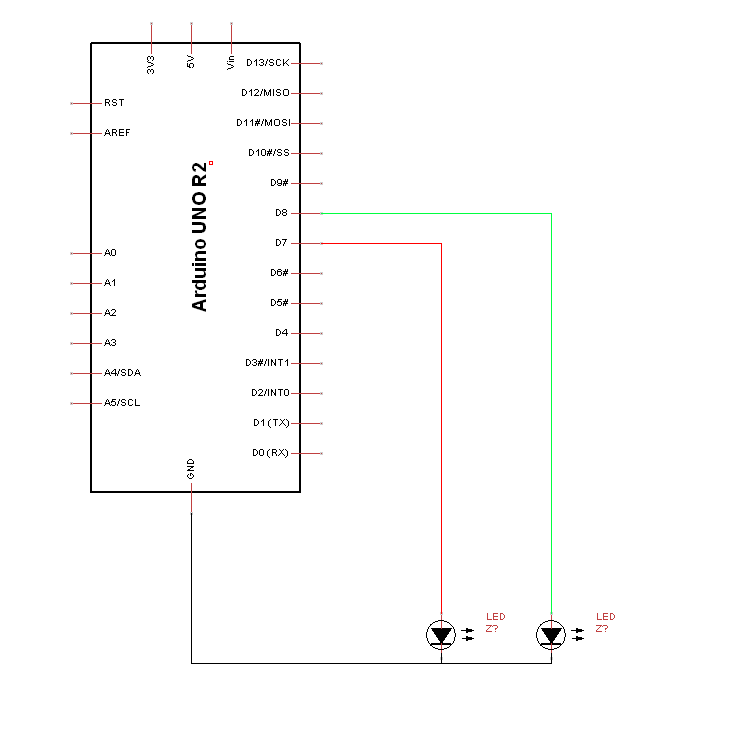 3V3
5V
Vin
RST
AREF
A0
A1
A2
A3
A4/SDA
A5/SCL
Arduino UNO R2
D13/SCK
D12/MISO
D11#/MOSI
D10#/SS
D9#
D8
D7
D6#
D5#
D4
D3#/INT1
D2/INT0
D1(TX)
D0(RX)
GND
LED
Z?
LED
Z?